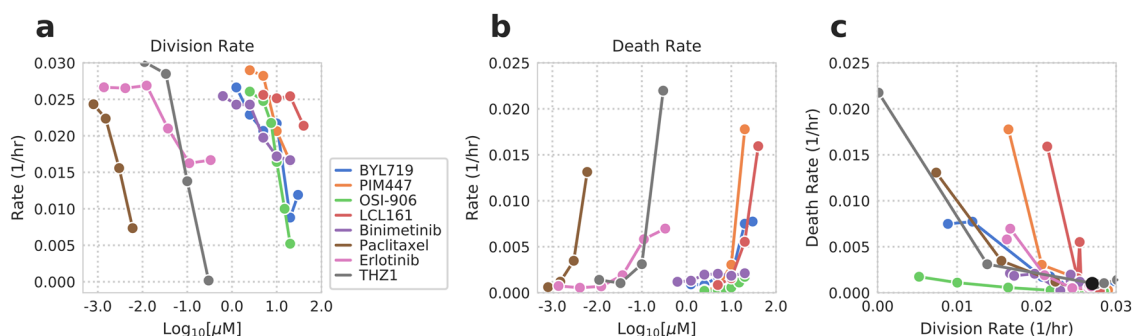 a
Division Rate
0.030
0.025
0.020
0.015
0.010
0.005
0.000
Rate (1/hr)
-3.0 -2.0 -1.0 0.0 1.0 2.0
Log10[μM]
BYL719
PIM447
OSI-906
LCL161
Binimetinib
Paclitaxel
Erlotinib
THZ1
b
Death Rate
0.025
0.020
0.015
0.010
0.005
0.000
Rate (1/hr)
-3.0 -2.0 -1.0 0.0 1.0 2.0
Log10[μM]
c
0.025
0.020
0.015
0.010
0.005
0.000
Death Rate (1/hr)
0.00 0.01 0.02 0.03
Division Rate (1/hr)